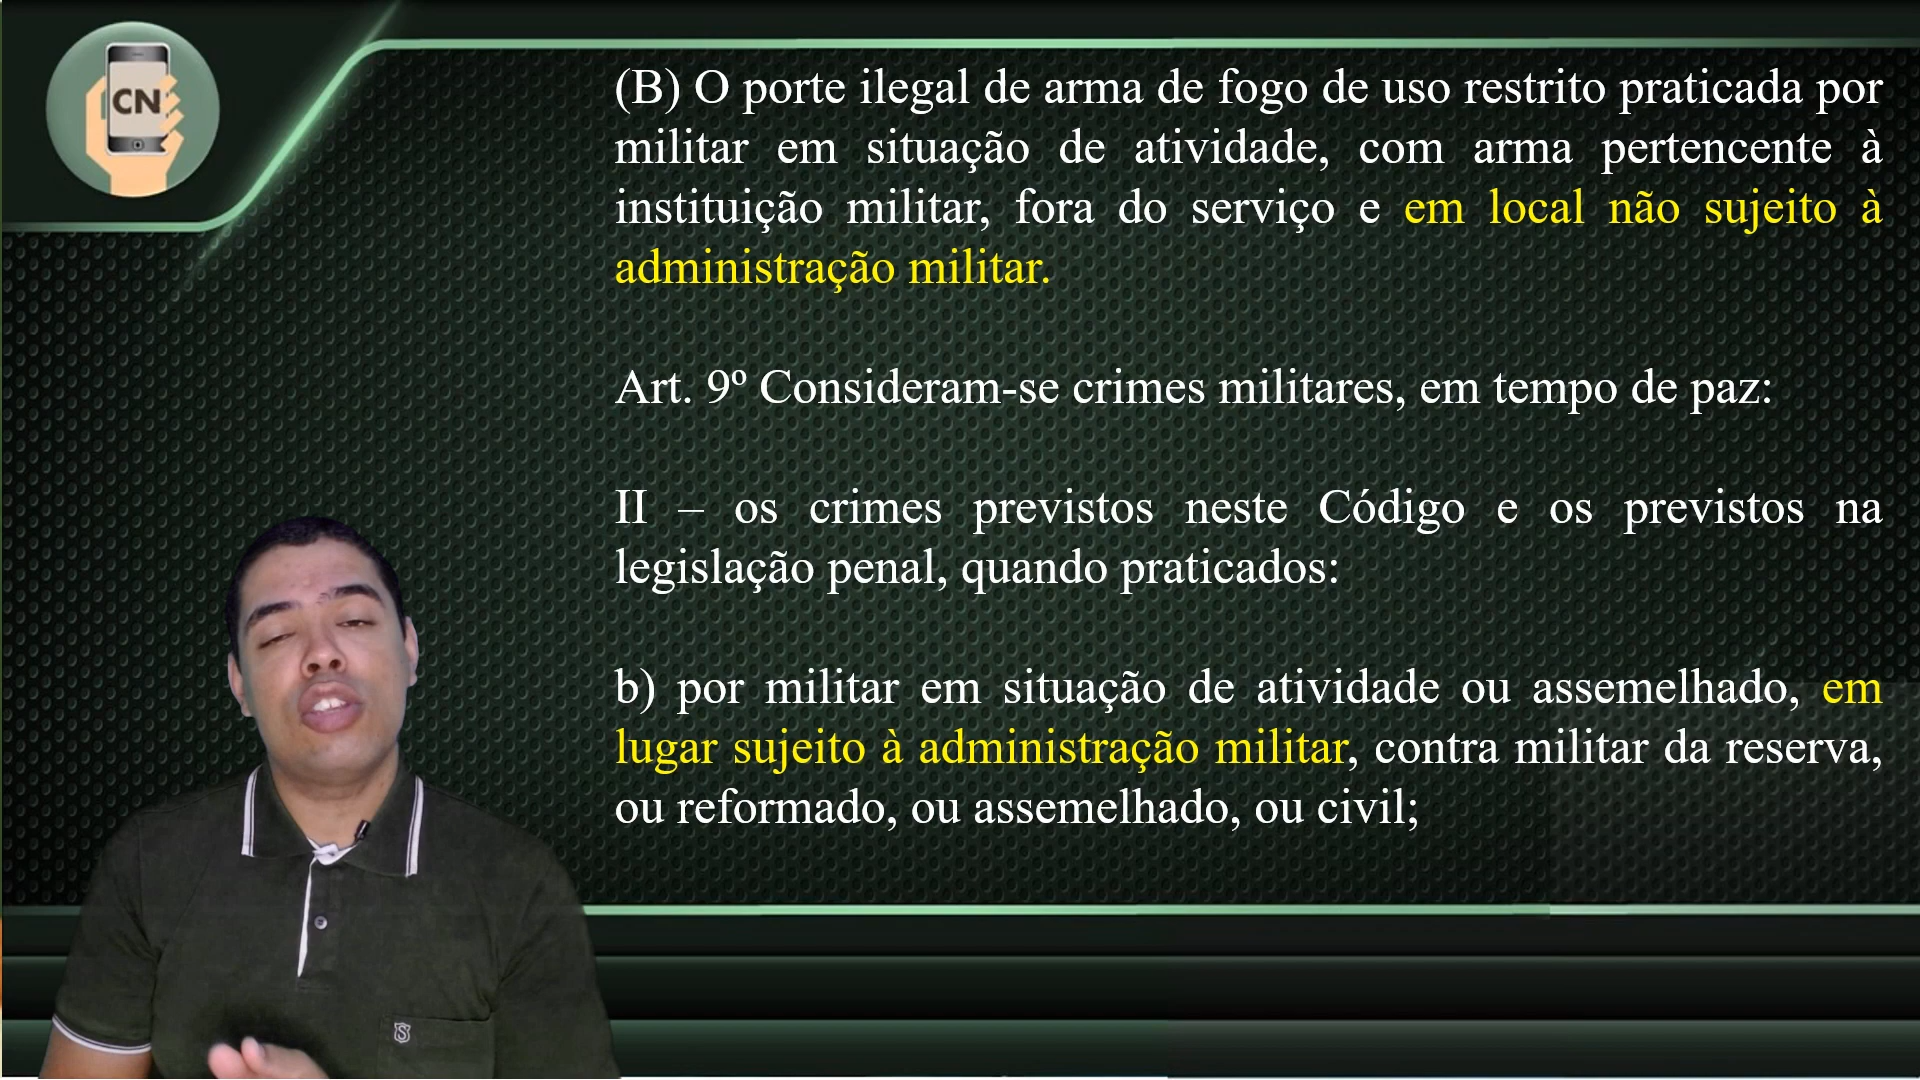 CN
(B) O porte ilegal de arma de fogo de uso restrito praticada por
militar em situação de atividade, com arma pertencente à
instituição militar, fora do serviço e em local não sujeito à
administração militar.
Art. 9º Consideram-se crimes militares, em tempo de paz:
II – os crimes previstos neste Código e os previstos na
legislação penal, quando praticados:
b) por militar em situação de atividade ou assemelhado, em
lugar sujeito à administração militar, contra militar da reserva,
ou reformado, ou assemelhado, ou civil;
S